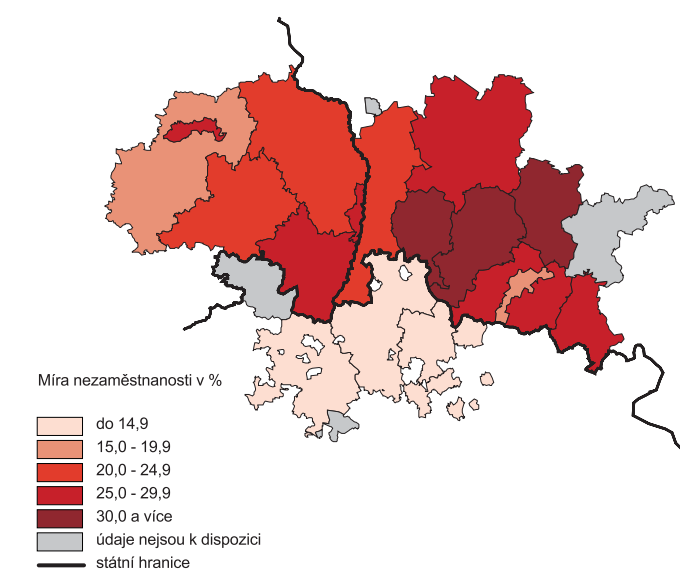 Míra nezaměstnanosti v %
do 14,9
15,0 - 19,9
20,0 - 24,9
25,0 - 29,9
30,0 a více
údaje nejsou k dispozici
státní hranice